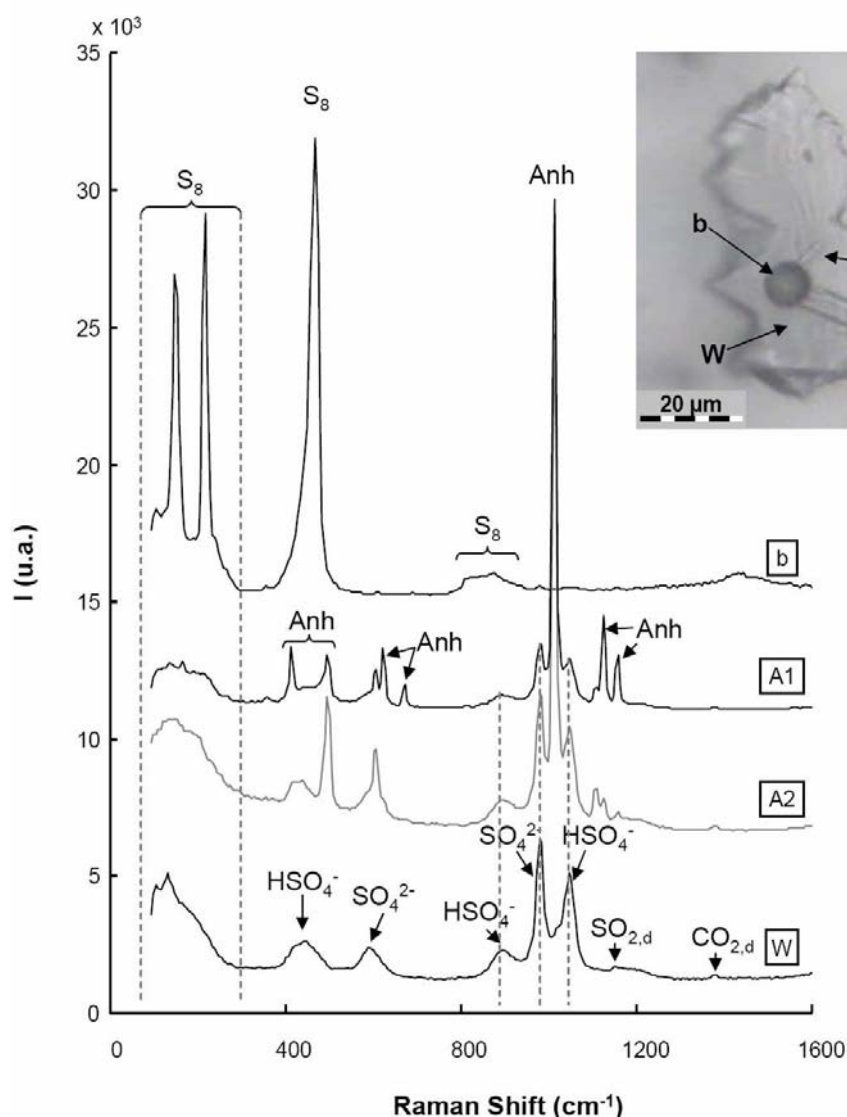 x 10³
35
30
25
20
15
10
5
0
I (u.a.)
S₈
S₈
S₈
Anh
b
Anh
Anh
Anh
A1
A2
SO₄²⁻
HSO₄⁻
HSO₄⁻
SO₄²⁻
HSO₄⁻
SO₂,d
CO₂,d
W
0
400
800
1200
1600
Raman Shift (cm⁻¹)
b
W
20 µm